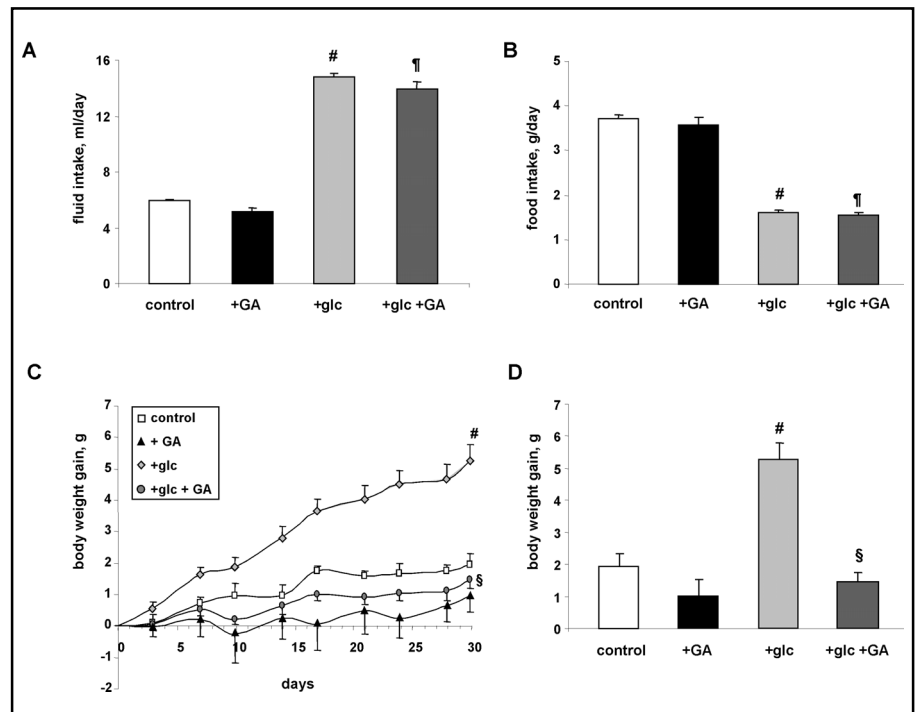 A
fluid intake, ml/day
16
12
8
4
0
#
¶
control
+GA
+glc
+glc +GA
B
food intake, g/day
5
4
3
2
1
0
#
¶
control
+GA
+glc
+glc +GA
C
body weight gain, g
7
6
5
4
3
2
1
0
-1
-2
control
+ GA
+glc
+glc + GA
#
§
0
5
10
15
20
25
30
days
D
body weight gain, g
7
6
5
4
3
2
1
0
#
§
control
+GA
+glc
+glc +GA